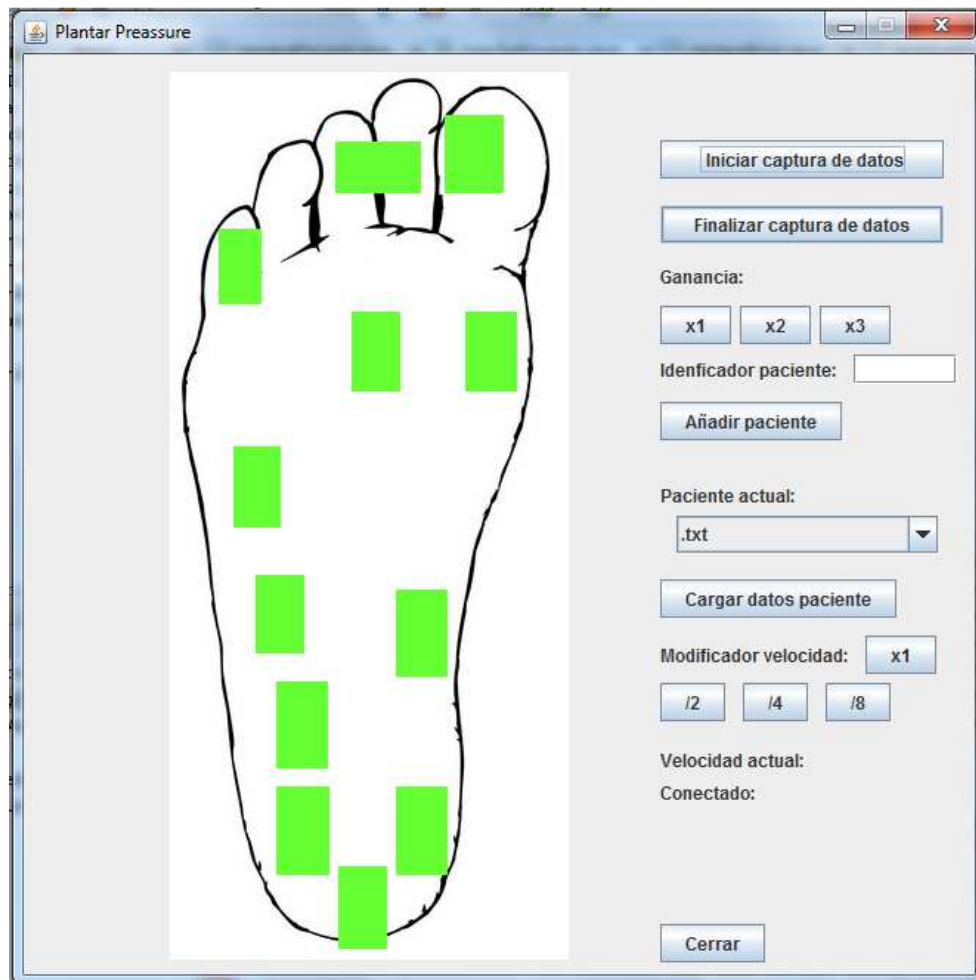 Plantar Preassure
Iniciar captura de datos
Finalizar captura de datos
Ganancia:
x1 x2 x3
Idenficador paciente:
Añadir paciente
Paciente actual:
.txt
Cargar datos paciente
Modificador velocidad: x1
/2 /4 /8
Velocidad actual:
Conectado:
Cerrar